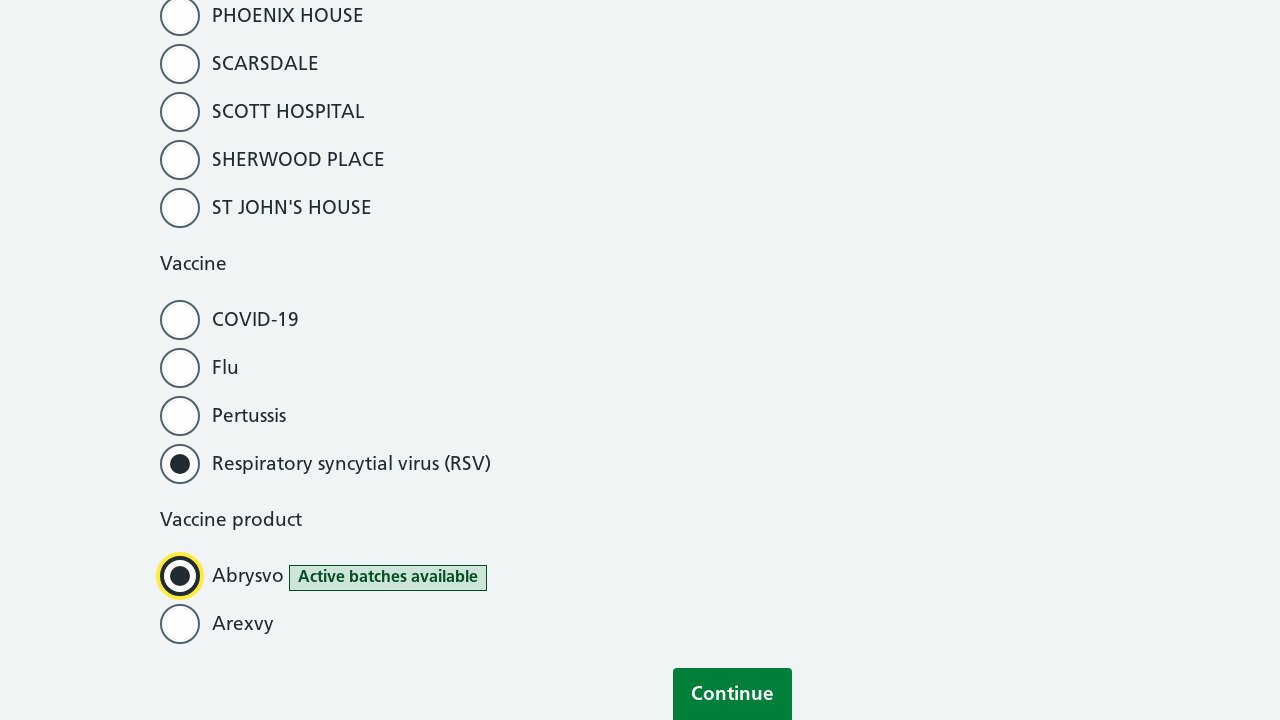 PHOENIX HOUSE
SCARSDALE
SCOTT HOSPITAL
SHERWOOD PLACE
ST JOHN'S HOUSE
Vaccine
COVID-19
Flu
Pertussis
Respiratory syncytial virus (RSV)
Vaccine product
Abrysvo Active batches available
Arexvy
Continue